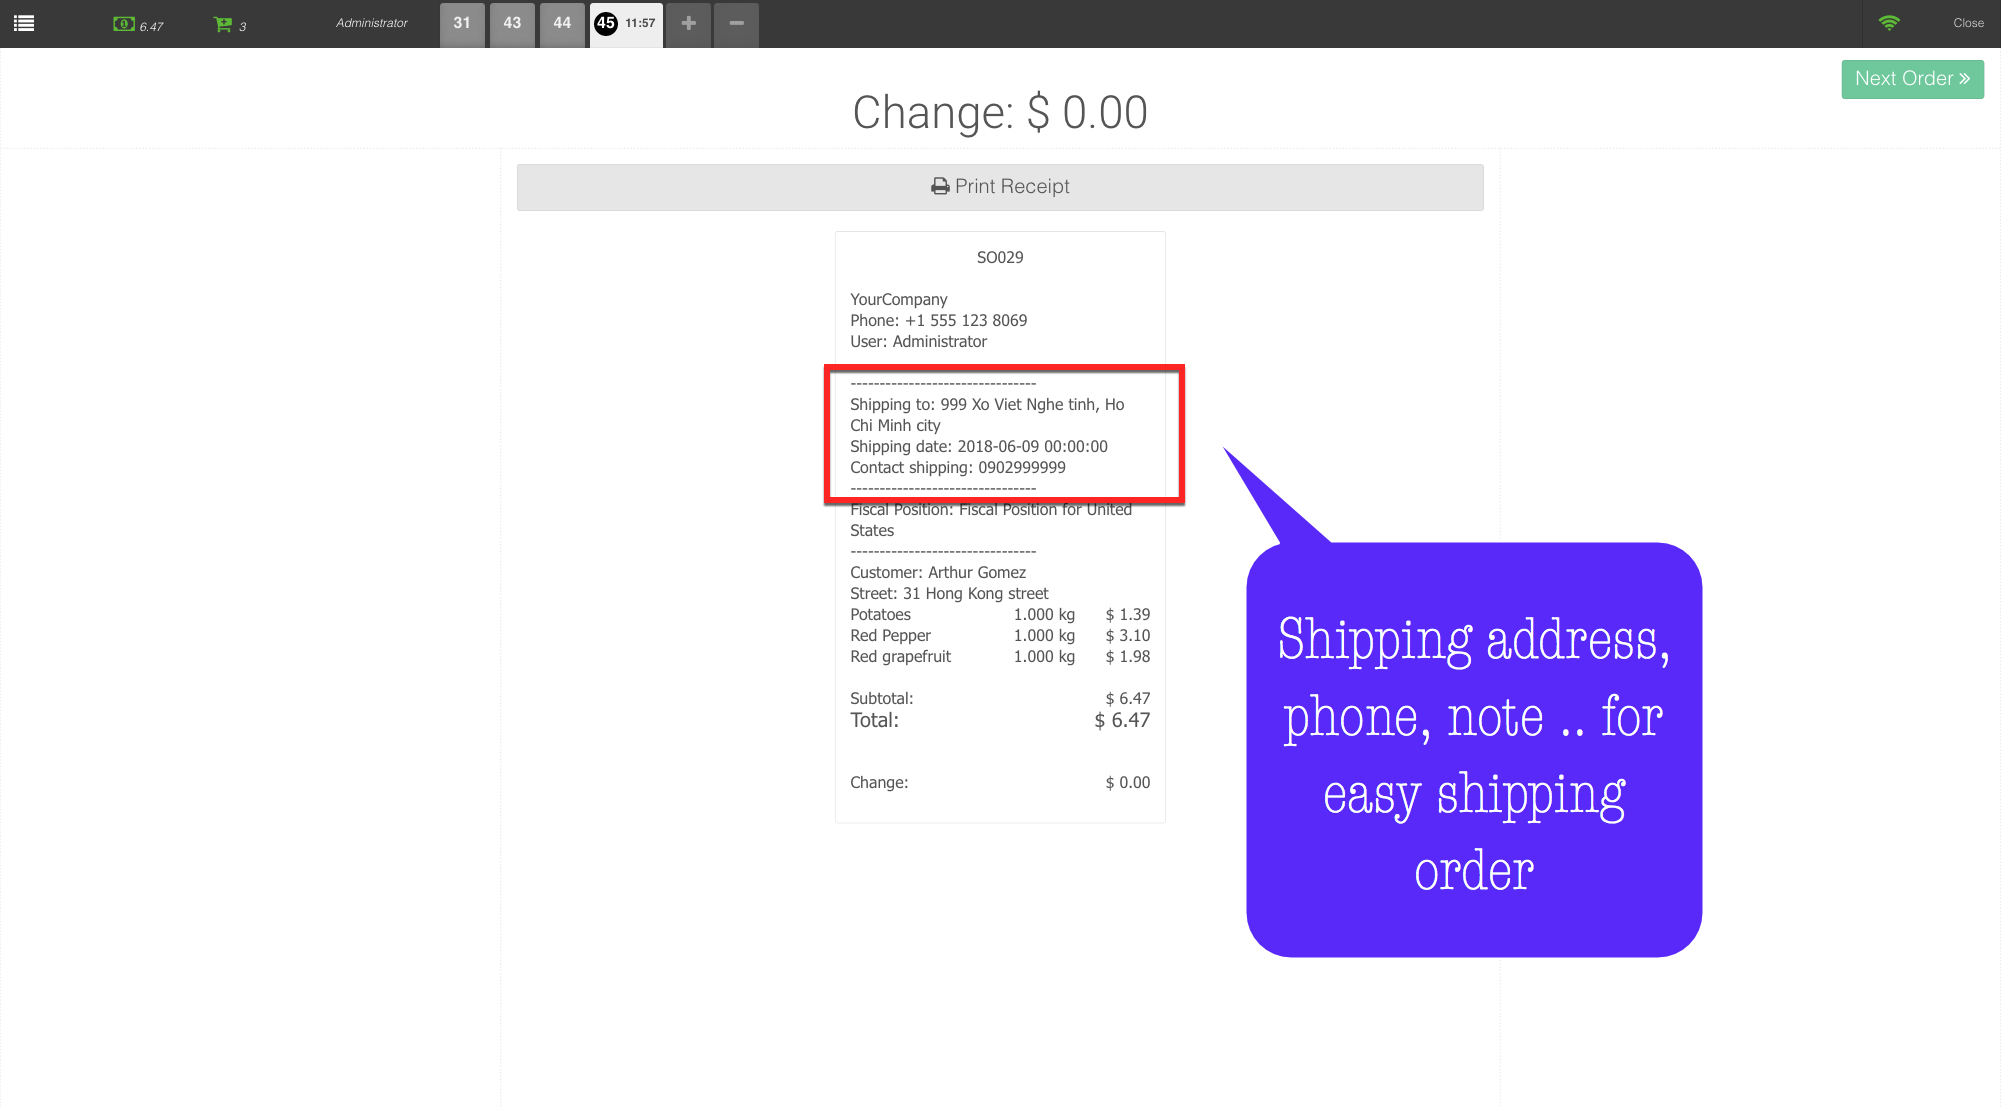 6.47 3 Administrator 31 43 44 45 11:57 + − Close
Next Order »
Change: $ 0.00
Print Receipt
SO029
YourCompany
Phone: +1 555 123 8069
User: Administrator
--------------------------------
Shipping to: 999 Xo Viet Nghe tinh, Ho
Chi Minh city
Shipping date: 2018-06-09 00:00:00
Contact shipping: 0902999999
--------------------------------
Fiscal Position: Fiscal Position for United
States
--------------------------------
Customer: Arthur Gomez
Street: 31 Hong Kong street
Potatoes 1.000 kg $ 1.39
Red Pepper 1.000 kg $ 3.10
Red grapefruit 1.000 kg $ 1.98
Subtotal: $ 6.47
Total: $ 6.47
Change: $ 0.00
Shipping address,
phone, note .. for
easy shipping
order